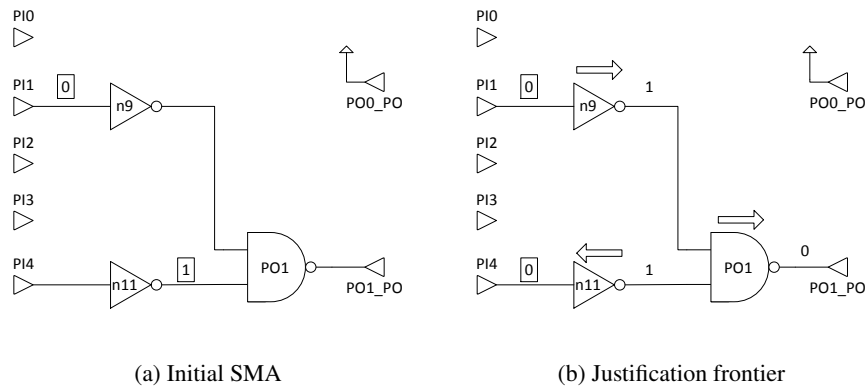 PI0
PI1
0
n9
PO0_PO
PI2
PI3
PI4
1
n11
PO1
PO1_PO
(a) Initial SMA
PI0
PI1
0
n9
1
PO0_PO
PI2
PI3
PI4
0
n11
1
PO1
0
PO1_PO
(b) Justification frontier